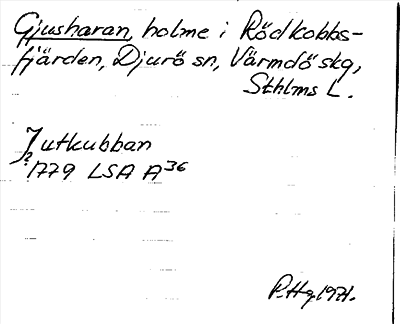 Gjusharan, holme i Rödkobbs-
fjärden, Djurö sn, Värmdö skg,
Sthlms L.
Jutkubban
? 1779 LSA A36
P.Hg. 1971.